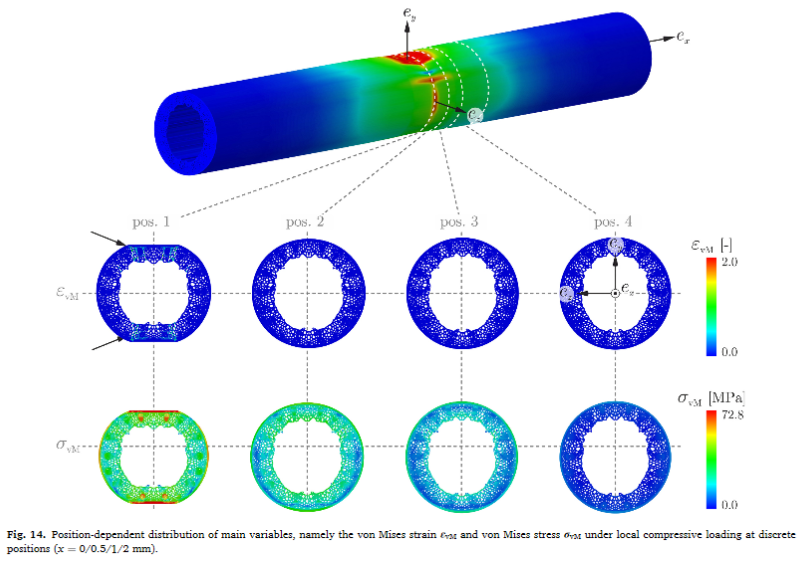 e_y
e_x
e_z
pos. 1
pos. 2
pos. 3
pos. 4
ε_vM [-]
2.0
ε_vM
e_z
e_x
0.0
σ_vM [MPa]
72.8
σ_vM
0.0
Fig. 14. Position-dependent distribution of main variables, namely the von Mises strain ε_vM and von Mises stress σ_vM under local compressive loading at discrete
positions (x = 0/0.5/1/2 mm).